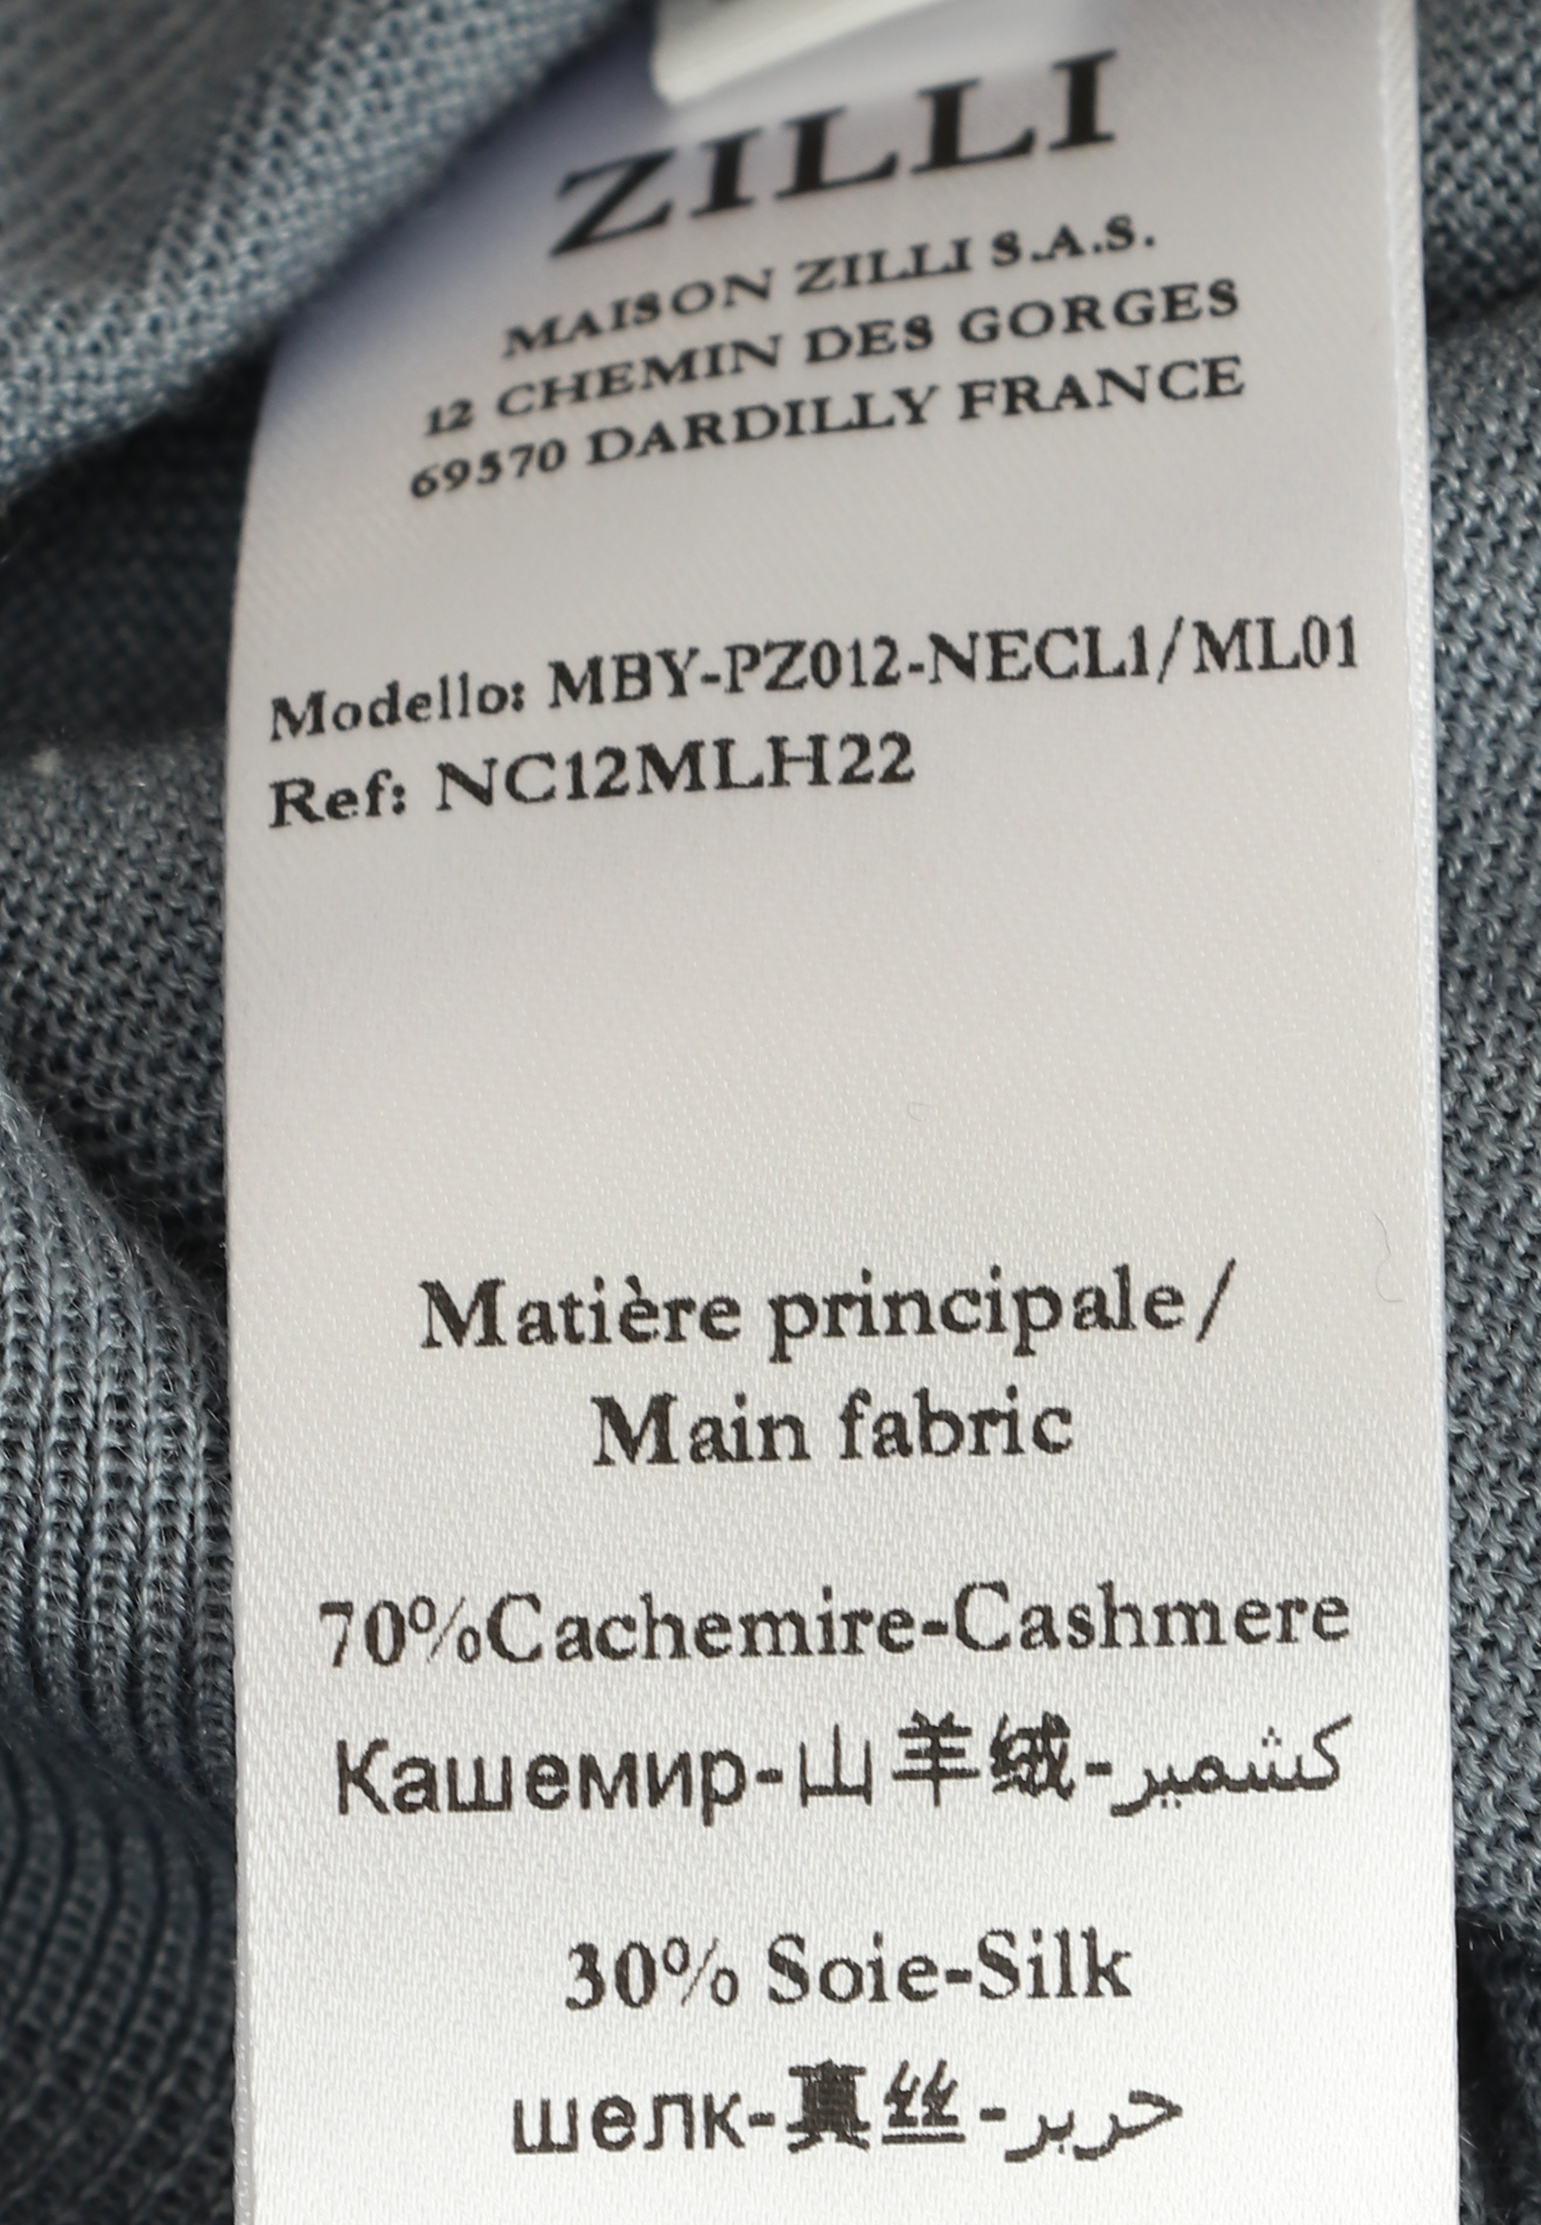 ZILLI
MAISON ZILLI S.A.S.
12 CHEMIN DES GORGES
69570 DARDILLY FRANCE
Modello: MBY-PZ012-NECL1/ML01
Ref: NC12MLH22
Matière principale/
Main fabric
70%Cachemire-Cashmere
Кашемир-山羊绒-كشمير
30% Soie-Silk
шелк-真丝-حرير